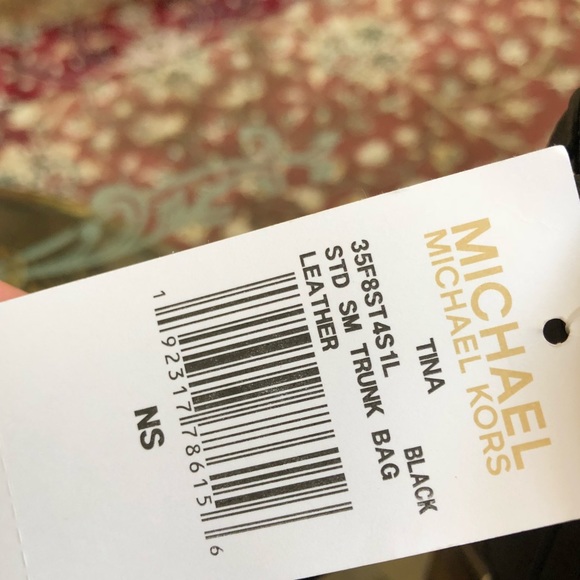 MICHAEL
MICHAEL KORS
TINA BLACK
35F8ST4S1L
STD SM TRUNK BAG
LEATHER
1 92317 78615 6
NS